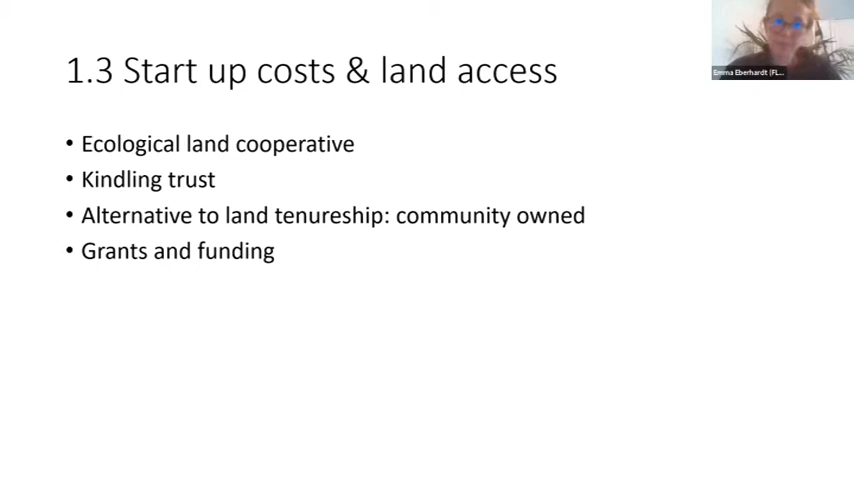 1.3 Start up costs & land access
• Ecological land cooperative
• Kindling trust
• Alternative to land tenureship: community owned
• Grants and funding
Emma Eberhardt (FL...